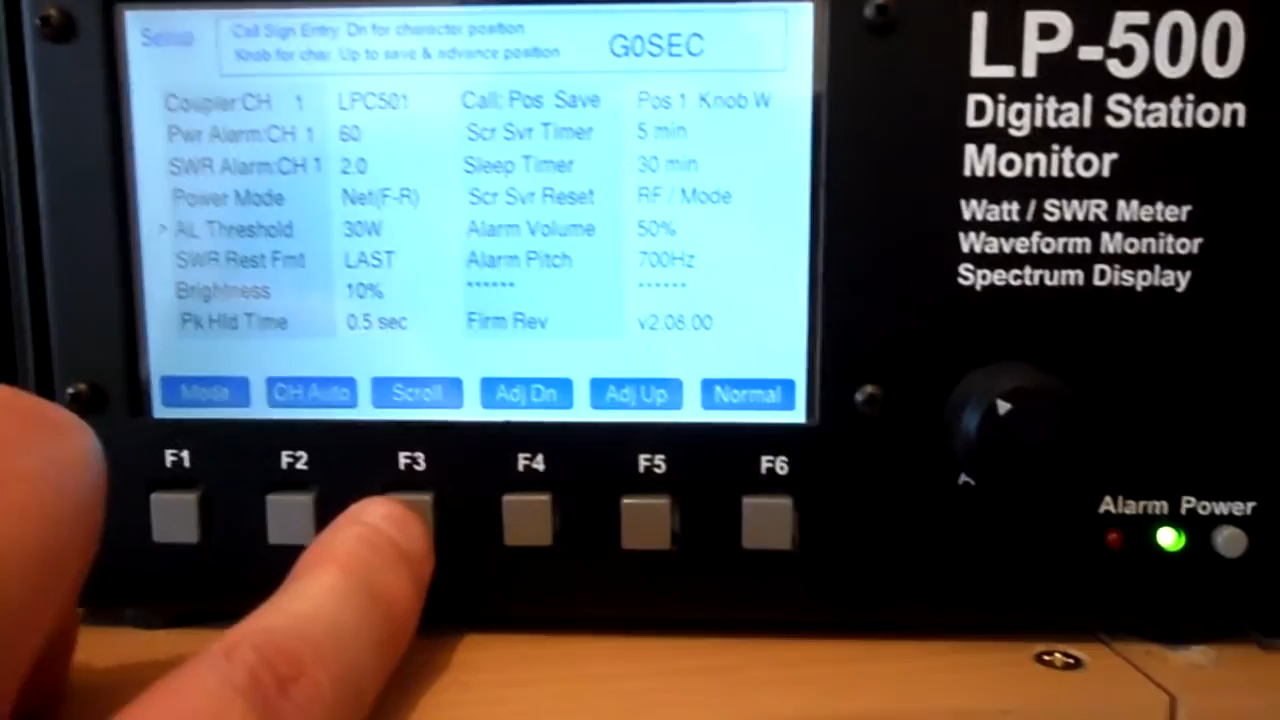 Setup
Call Sign Entry: Dn for character position
Knob for char. Up to save & advance position
G0SEC
Coupler:CH 1 LPC501 Call: Pos Save Pos 1 Knob W
Pwr Alarm:CH 1 60 Scr Svr Timer 5 min
SWR Alarm:CH 1 2.0 Sleep Timer 30 min
Power Mode Net(F-R) Scr Svr Reset RF / Mode
> AL Threshold 30W Alarm Volume 50%
SWR Rest Fmt LAST Alarm Pitch 700Hz
Brightness 10% ****** ******
Pk Hld Time 0.5 sec Firm Rev v2.08.00
Mode CH Auto Scroll Adj Dn Adj Up Normal
F1 F2 F3 F4 F5 F6
LP-500
Digital Station
Monitor
Watt / SWR Meter
Waveform Monitor
Spectrum Display
Alarm Power